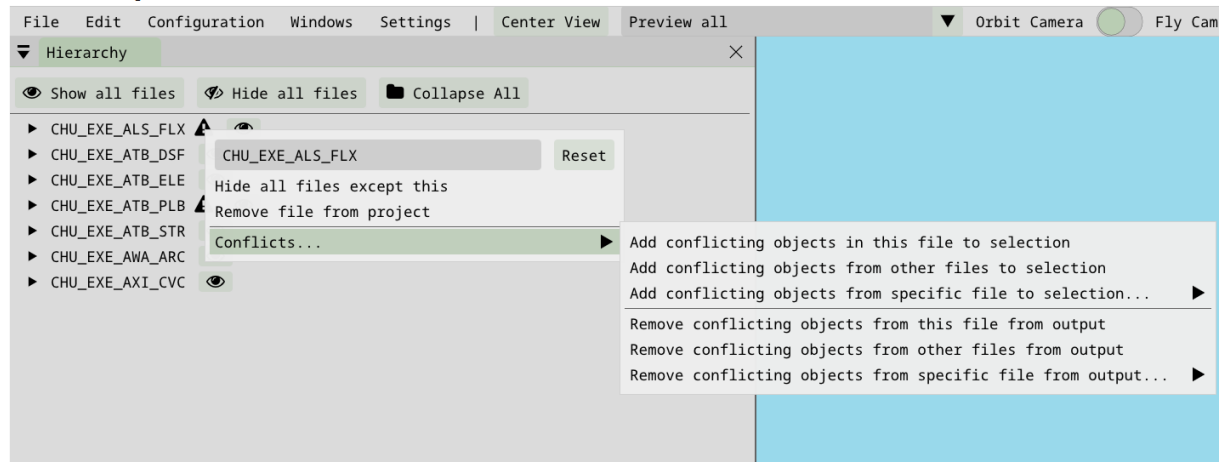 File Edit Configuration Windows Settings | Center View Preview all ▼ Orbit Camera Fly Cam
Hierarchy
Show all files Hide all files Collapse All
CHU_EXE_ALS_FLX
CHU_EXE_ATB_DSF
CHU_EXE_ATB_ELE
CHU_EXE_ATB_PLB
CHU_EXE_ATB_STR
CHU_EXE_AWA_ARC
CHU_EXE_AXI_CVC
CHU_EXE_ALS_FLX Reset
Hide all files except this
Remove file from project
Conflicts...
Add conflicting objects in this file to selection
Add conflicting objects from other files to selection
Add conflicting objects from specific file to selection...
Remove conflicting objects from this file from output
Remove conflicting objects from other files from output
Remove conflicting objects from specific file from output...